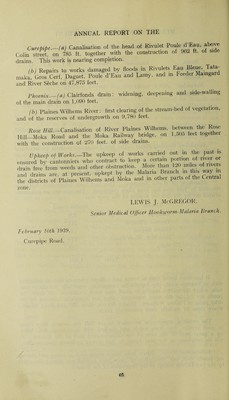 ANNUAL REPORT ON THE
Curepipe.—(a) Canalisation of the head of Rivalet Poule d'Eau, above
Colin street, on 785 ft. together with the construction of 962 ft. of side
drains. This work is nearing completion.
(b) Repairs to works damaged by floods in Rivulets Eau Bleue, Tata-
maka, Gros Cerf, Dagout, Poule d'Eau and Lamy, and in Feeder Maingard
and River Sèche on 47,973 feet.
Phoenix.—(a) Clairfonds drain: widening, deepening and side-walling
of the main drain on 1,000 feet.
(b) Plaines Wilhems River: first clearing of the stream-bed of vegetation,
and of the reserves of undergrowth on 9,780 feet.
Rose Hill.—Canalisation of River Plaines Wilhems, between the Rose
Hill—Moka Road and the Moka Railway bridge, on 1,305 feet together
with the construction of 270 feet. of side drains.
Upkeep of Works.—The upkeep of works carried out in the past is
ensured by cantonniers who contract to keep a certain portion of river or
drain free from weeds and other obstruction. More than 150 miles of rivers
and drains are, at present, upkept by the Malaria Branch in this way in
the districts of Plaines Wilhems and Moka and in other parts of the Central
zone.
LEWIS J. McGREGOR.
Senior Medical Officer Hookworm-Malaria Branch.
February 10th 1939.
Curepipe Road.
48.